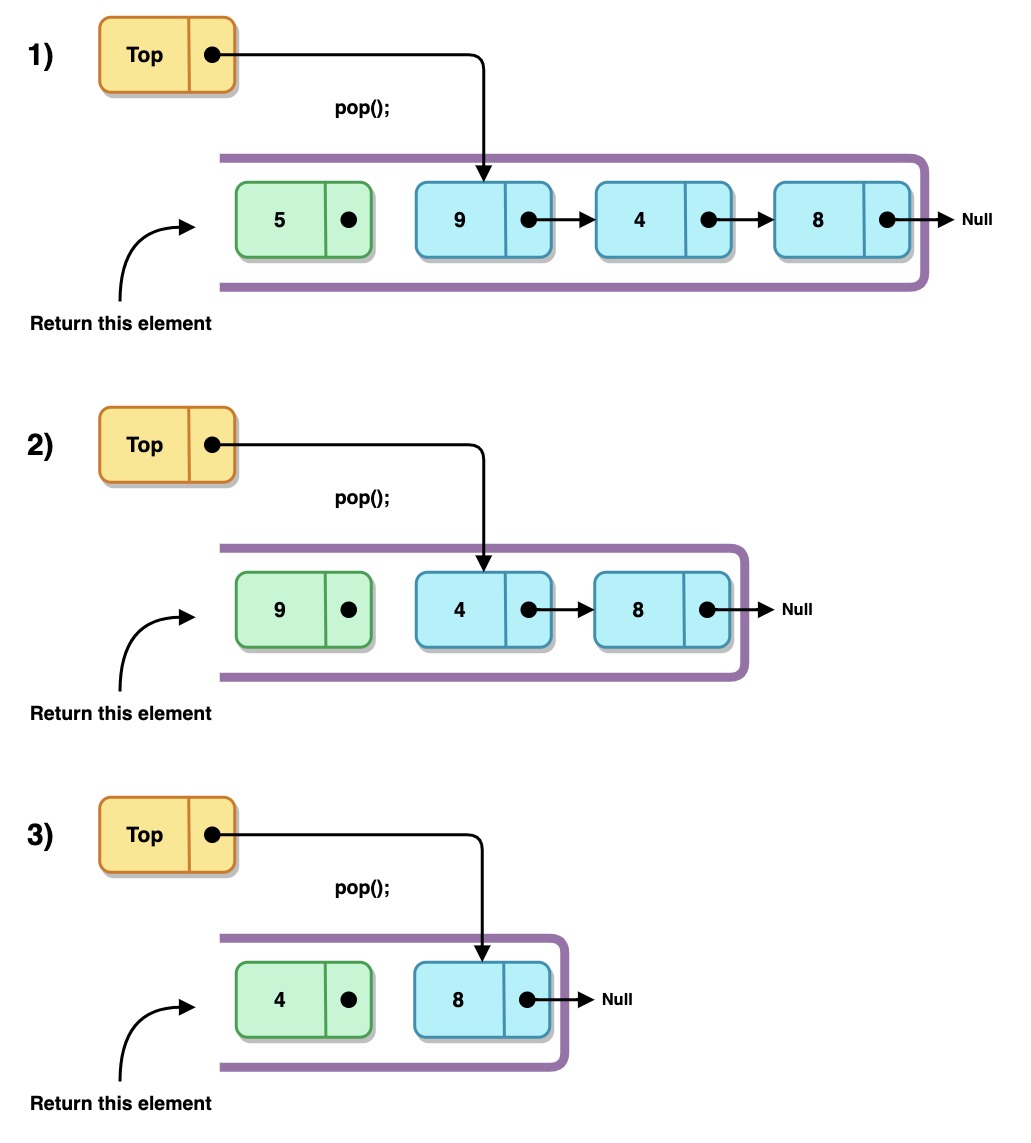 1)
Top
pop();
5
9
4
8
Null
Return this element
2)
Top
pop();
9
4
8
Null
Return this element
3)
Top
pop();
4
8
Null
Return this element